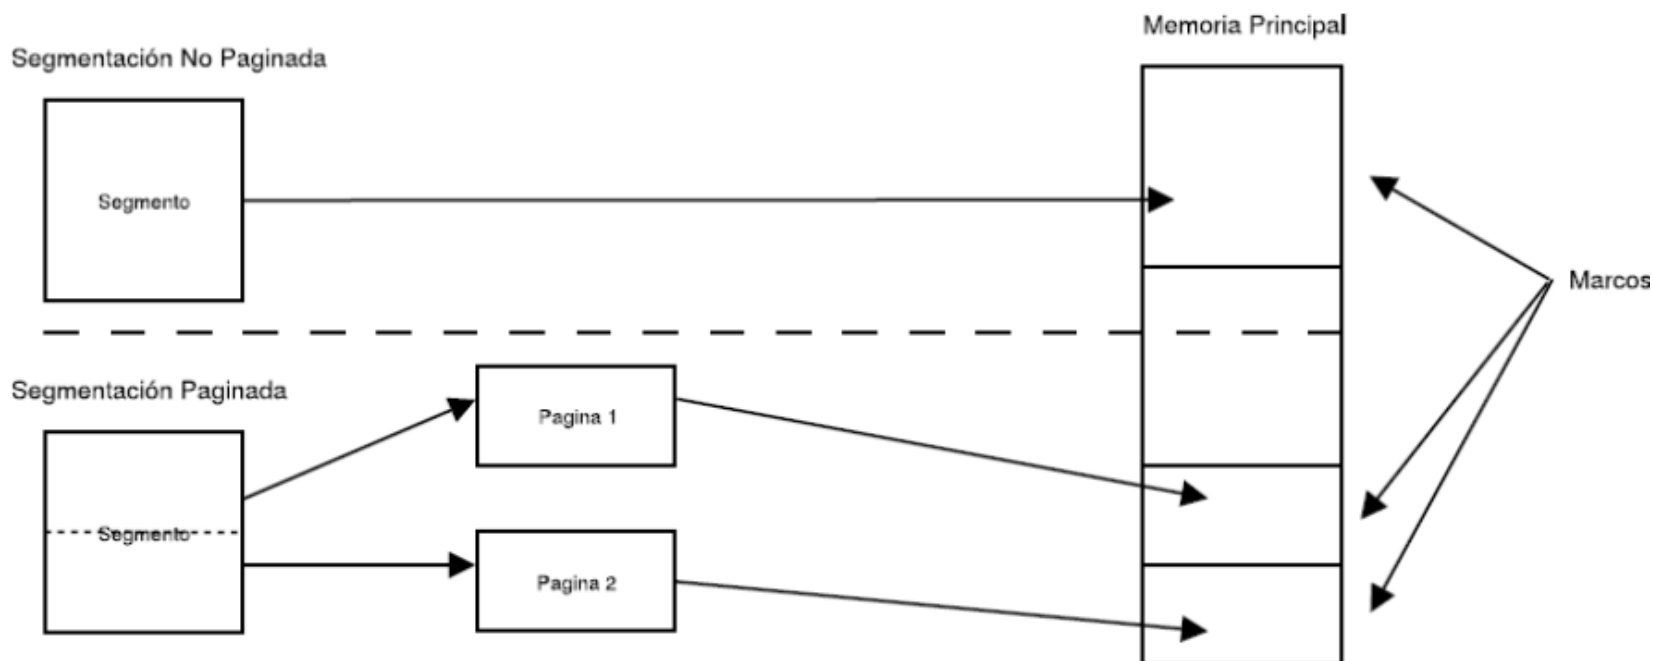 Memoria Principal
Segmentación No Paginada
Segmento
Marcos
Segmentación Paginada
Pagina 1
Segmento
Pagina 2